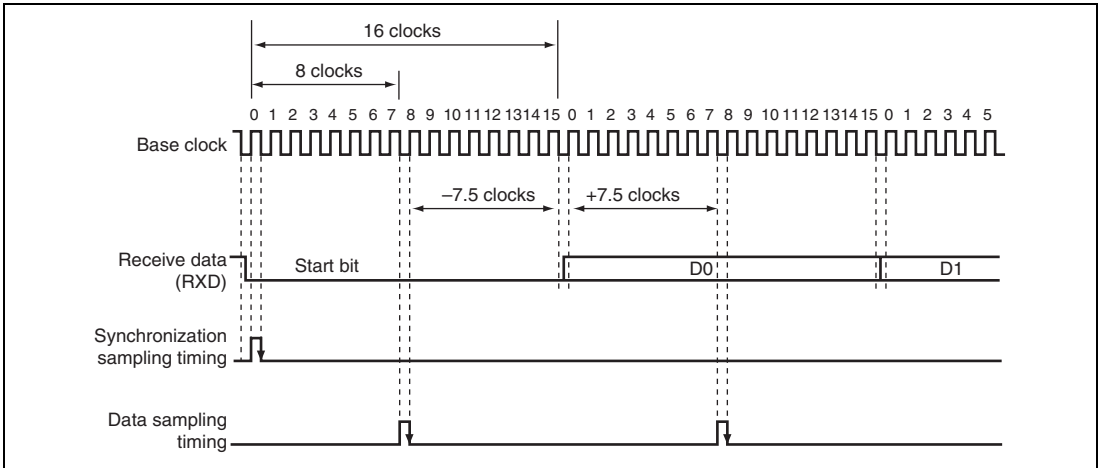 16 clocks
8 clocks
0 1 2 3 4 5 6 7 8 9 10 11 12 13 14 15 0 1 2 3 4 5 6 7 8 9 10 11 12 13 14 15 0 1 2 3 4 5
Base clock
–7.5 clocks +7.5 clocks
Receive data
(RXD)
Start bit D0 D1
Synchronization
sampling timing
Data sampling
timing